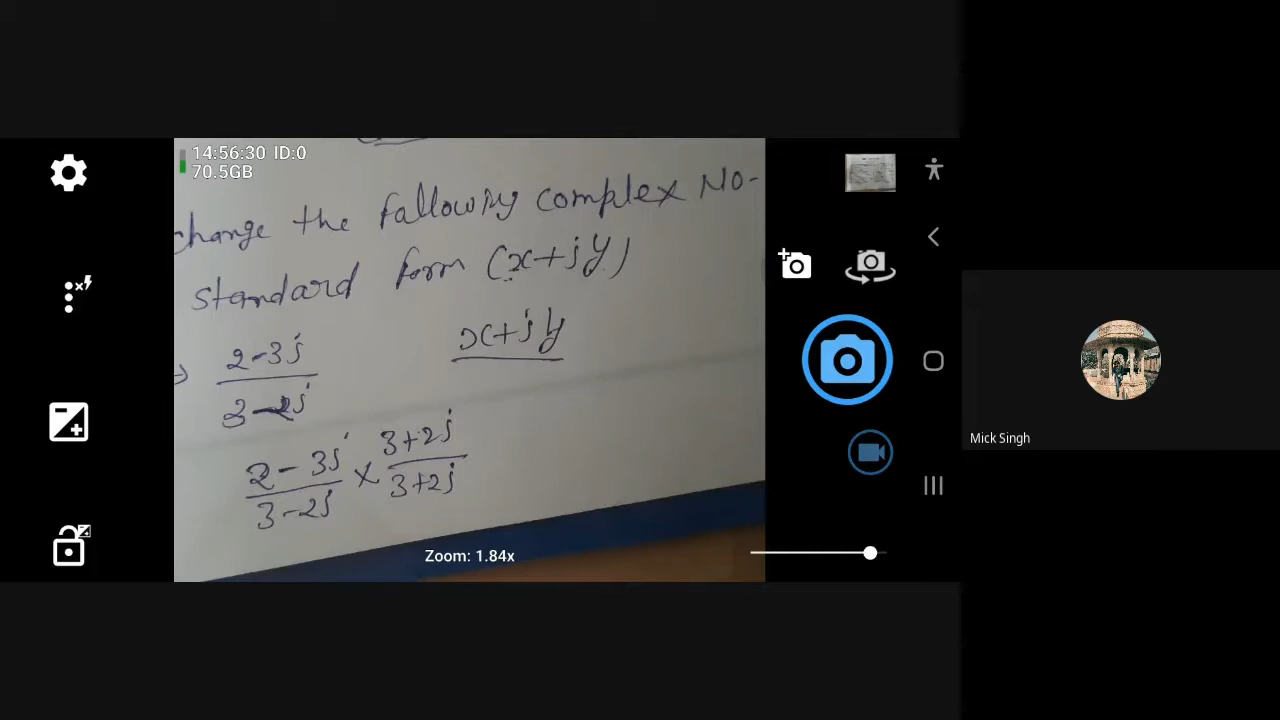 14:56:30 ID:0
70.5GB
change the following complex No-
standard form (x+jy)
2-3j
3-2j
x+jy
2-3j × 3+2j
3-2j 3+2j
Zoom: 1.84x
Mick Singh